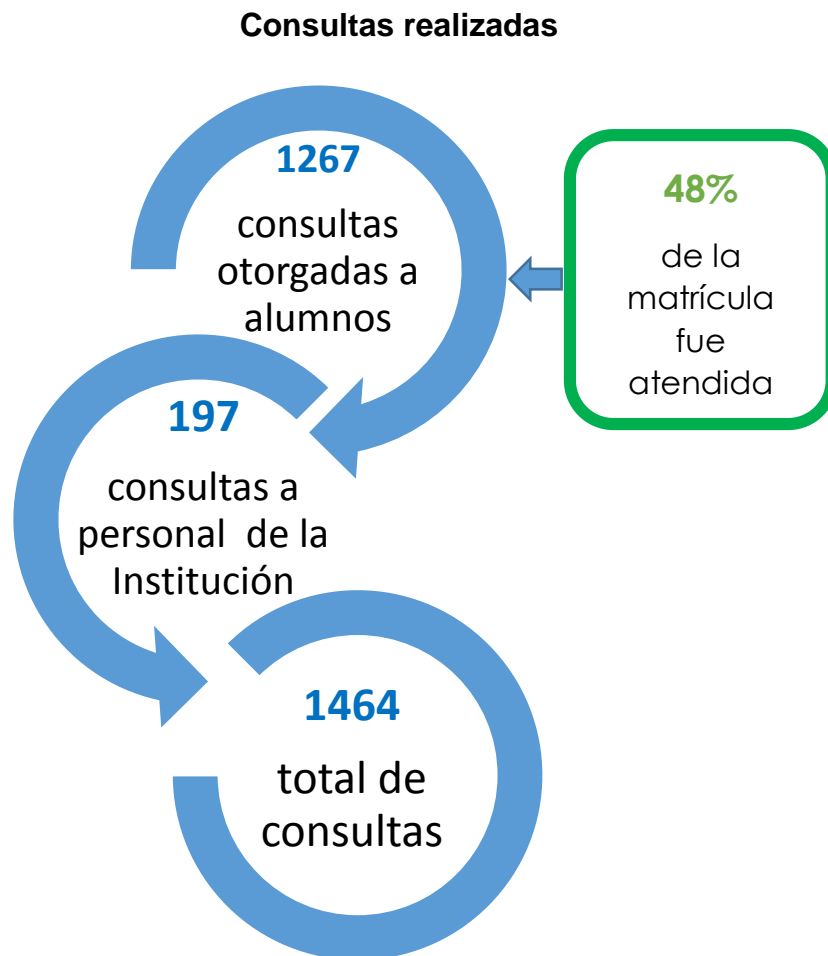 Consultas realizadas
1267
consultas
otorgadas a
alumnos
48%
de la
matrícula
fue
atendida
197
consultas a
personal de la
Institución
1464
total de
consultas